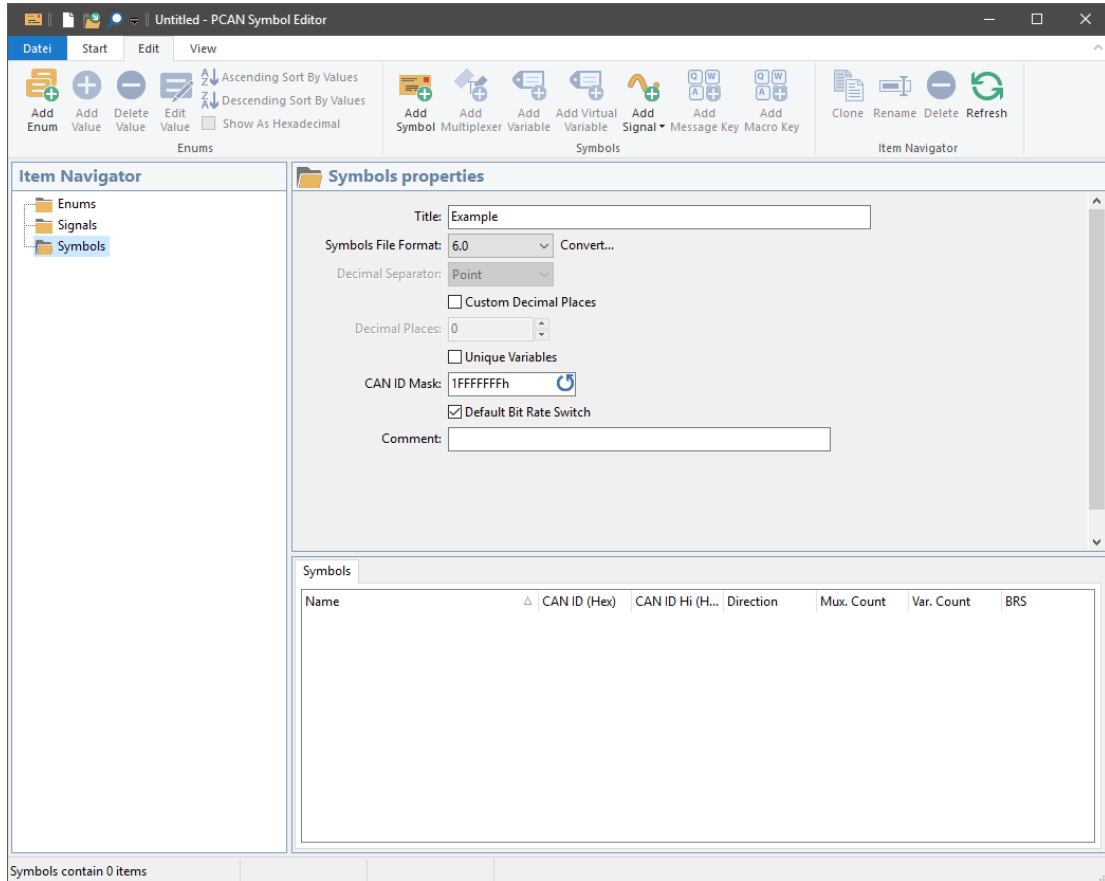 Untitled - PCAN Symbol Editor
Datei Start Edit View
Add Enum
Add Value
Delete Value
Edit Value
Ascending Sort By Values
Descending Sort By Values
Show As Hexadecimal
Add Symbol
Add Multiplexer
Add Variable
Add Virtual Variable
Add Signal
Add Message Key
Add Macro Key
Clone Rename Delete Refresh
Enums Symbols Item Navigator
Item Navigator
Enums
Signals
Symbols
Symbols properties
Title: Example
Symbols File Format: 6.0 Convert...
Decimal Separator: Point
Custom Decimal Places
Decimal Places: 0
Unique Variables
CAN ID Mask: 1FFFFFFFh
Default Bit Rate Switch
Comment:
Symbols
Name CAN ID (Hex) CAN ID Hi (H... Direction Mux. Count Var. Count BRS
Symbols contain 0 items